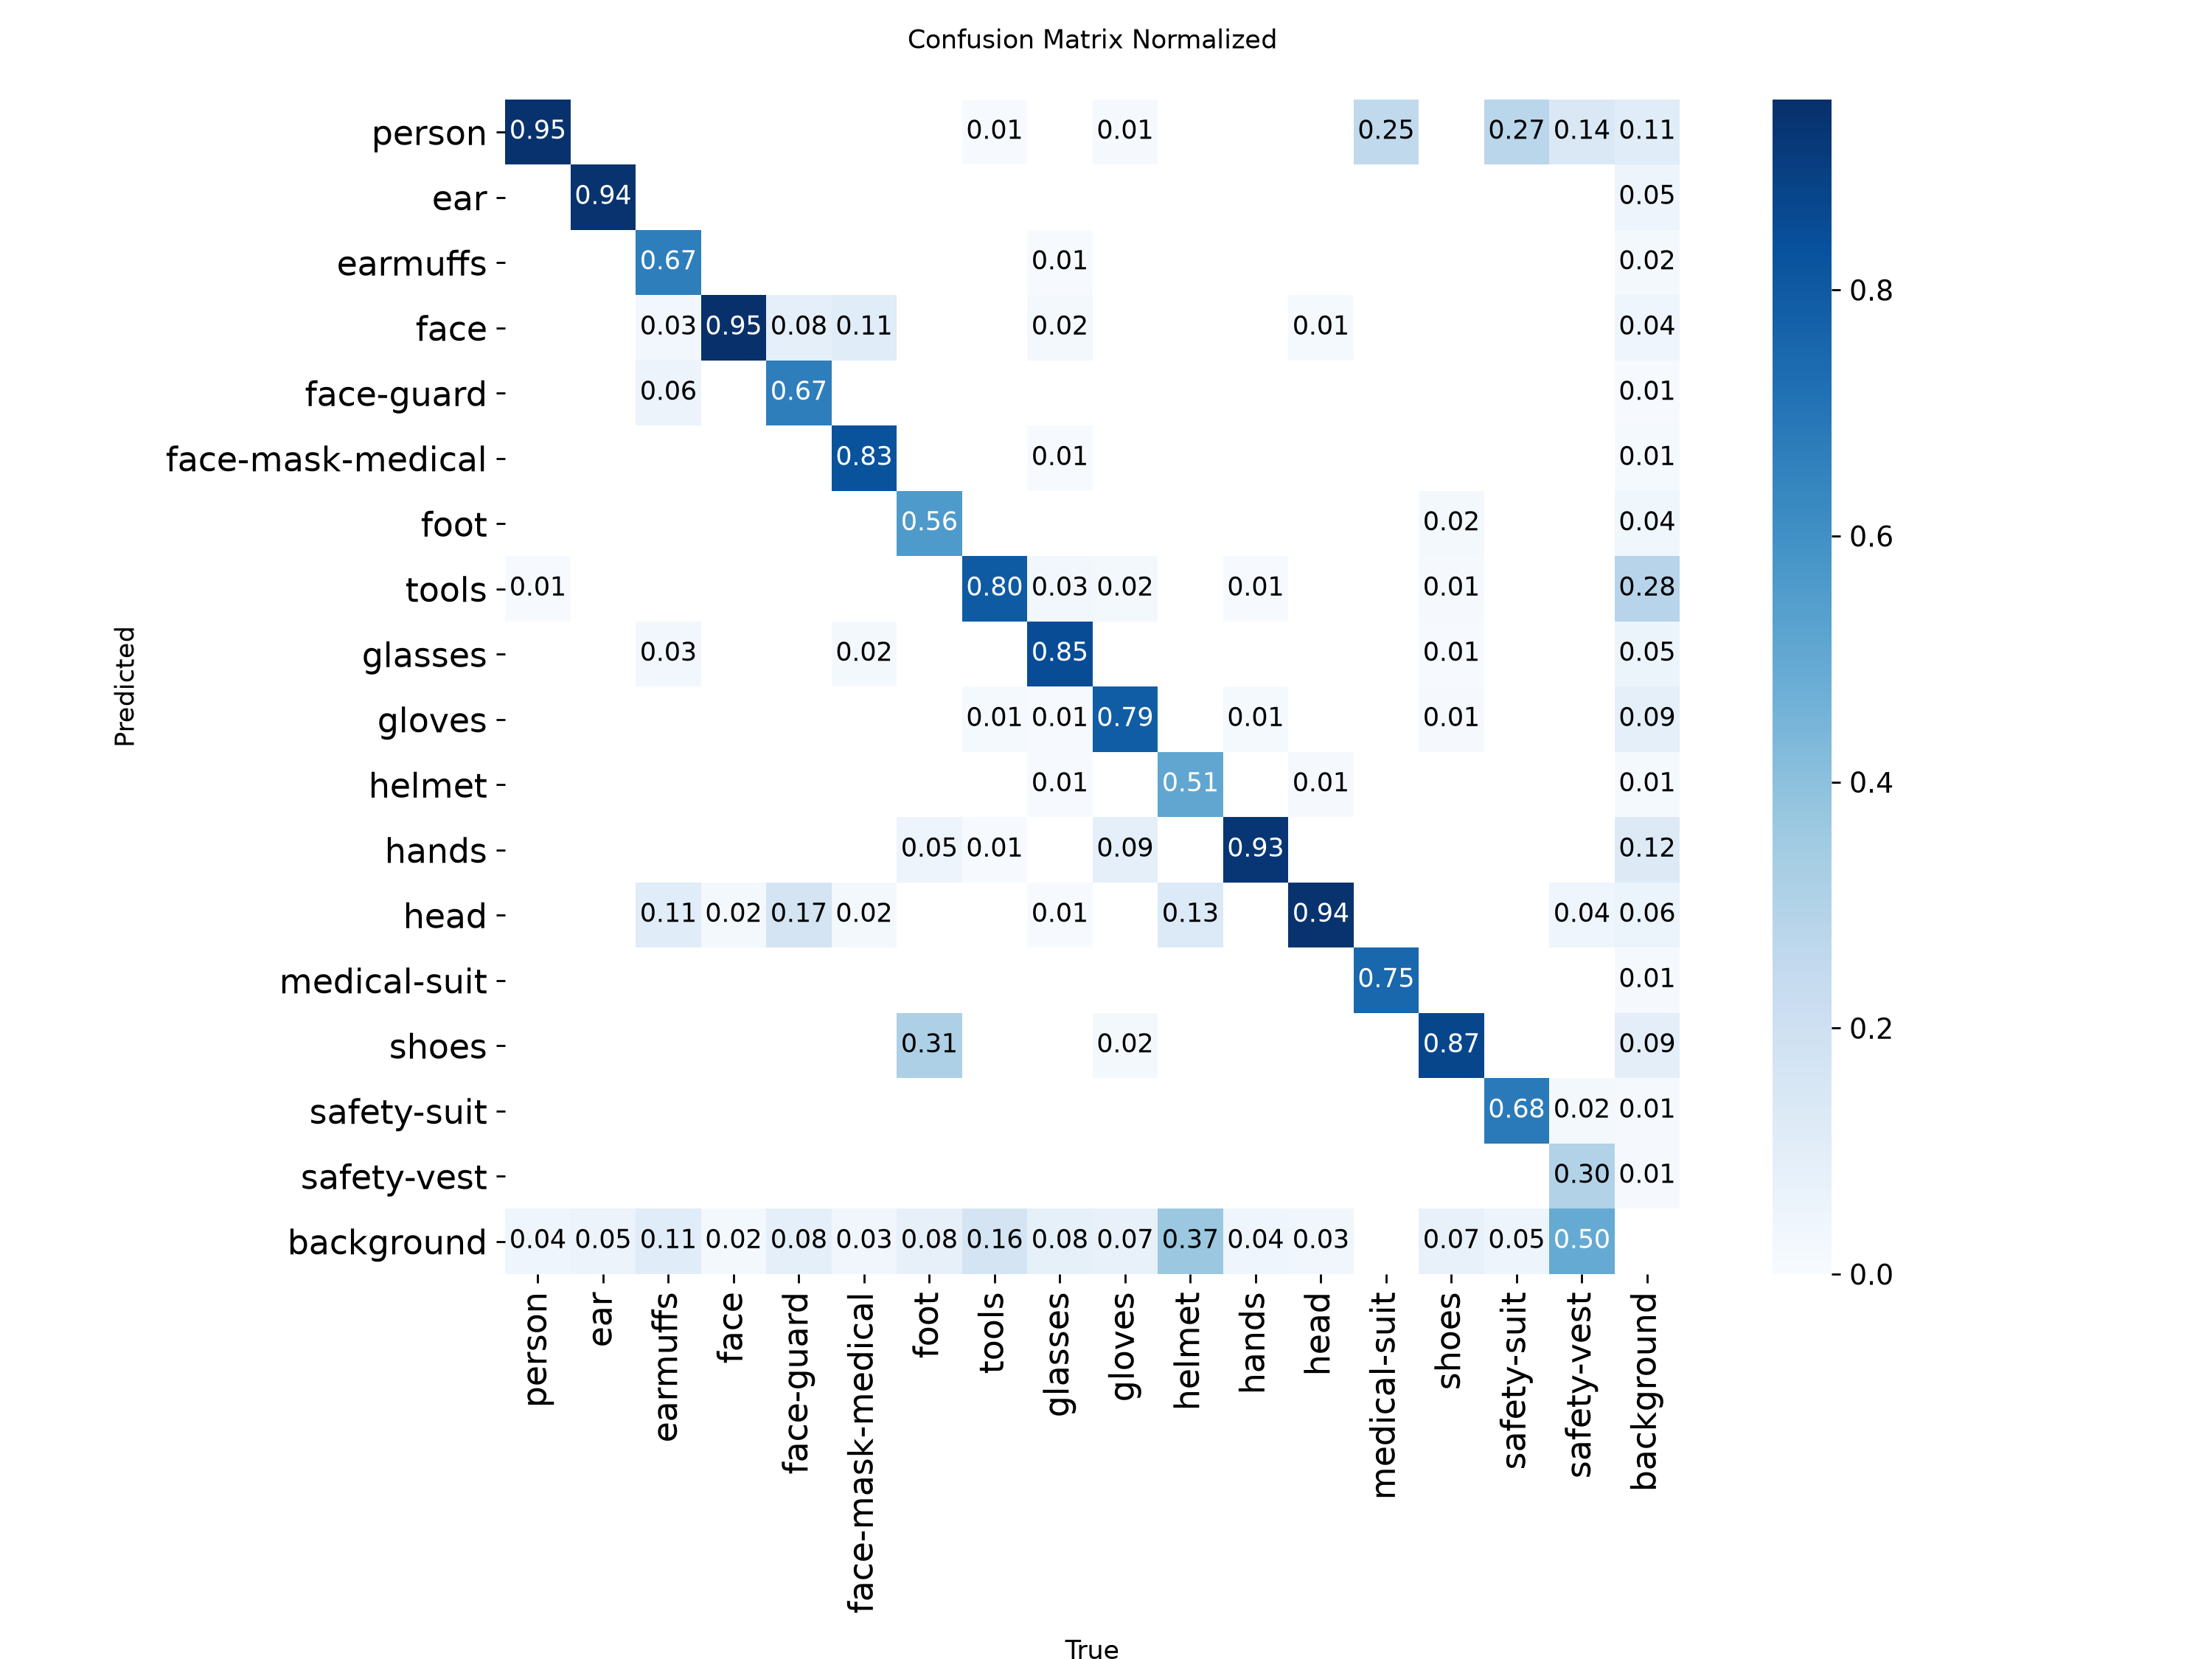 Confusion Matrix Normalized
person 0.95 0.01 0.01 0.25 0.27 0.14 0.11
ear 0.94 0.05
earmuffs 0.67 0.01 0.02
face 0.03 0.95 0.08 0.11 0.02 0.01 0.04
face-guard 0.06 0.67 0.01
face-mask-medical 0.83 0.01 0.01
foot 0.56 0.02 0.04
tools 0.01 0.80 0.03 0.02 0.01 0.01 0.28
glasses 0.03 0.02 0.85 0.01 0.05
gloves 0.01 0.01 0.79 0.01 0.01 0.09
helmet 0.01 0.51 0.01 0.01
hands 0.05 0.01 0.09 0.93 0.12
head 0.11 0.02 0.17 0.02 0.01 0.13 0.94 0.04 0.06
medical-suit 0.75 0.01
shoes 0.31 0.02 0.87 0.09
safety-suit 0.68 0.02 0.01
safety-vest 0.30 0.01
background 0.04 0.05 0.11 0.02 0.08 0.03 0.08 0.16 0.08 0.07 0.37 0.04 0.03 0.07 0.05 0.50
person ear earmuffs face face-guard face-mask-medical foot tools glasses gloves helmet hands head medical-suit shoes safety-suit safety-vest background
Predicted
True
0.8
0.6
0.4
0.2
0.0